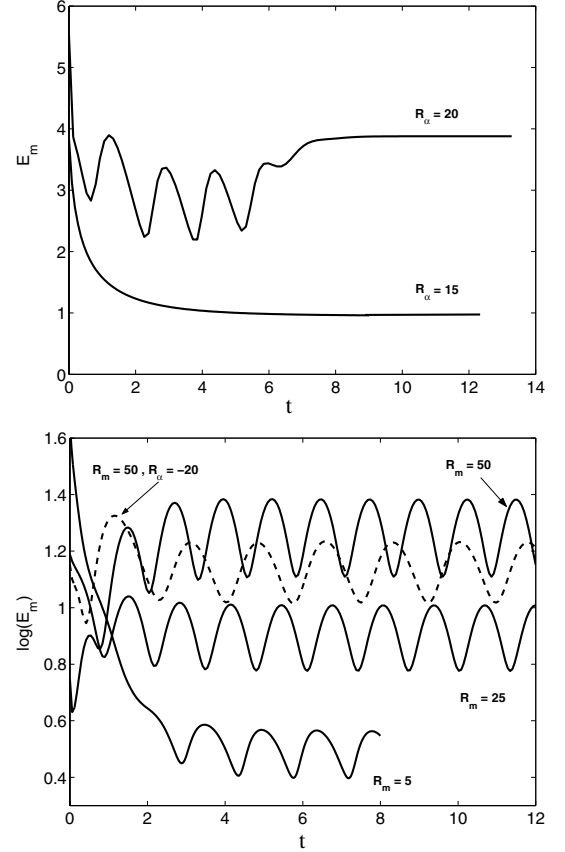 6
5
4
3
2
1
0
E_m
R_α = 20
R_α = 15
0 2 4 6 8 10 12 14
t
1.6
1.4
1.2
1
0.8
0.6
0.4
log(E_m)
R_m = 50 , R_α = −20
R_m = 50
R_m = 25
R_m = 5
0 2 4 6 8 10 12
t